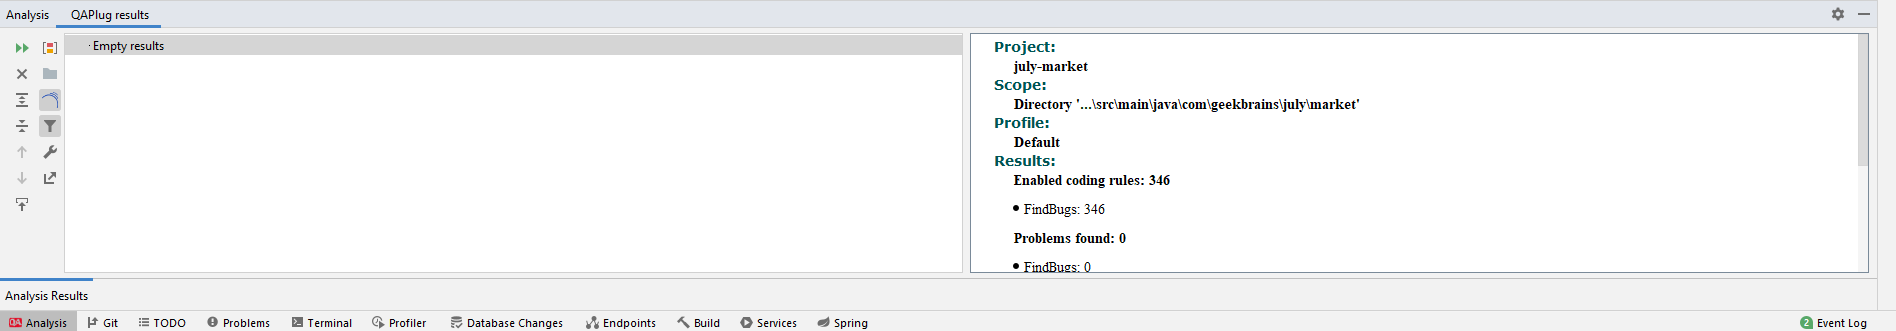 Analysis QAPlug results
Empty results
Project:
july-market
Scope:
Directory '...\src\main\java\com\geekbrains\july\market'
Profile:
Default
Results:
Enabled coding rules: 346
• FindBugs: 346
Problems found: 0
• FindBugs: 0
Analysis Results
QA Analysis Git TODO Problems Terminal Profiler Database Changes Endpoints Build Services Spring 2 Event Log